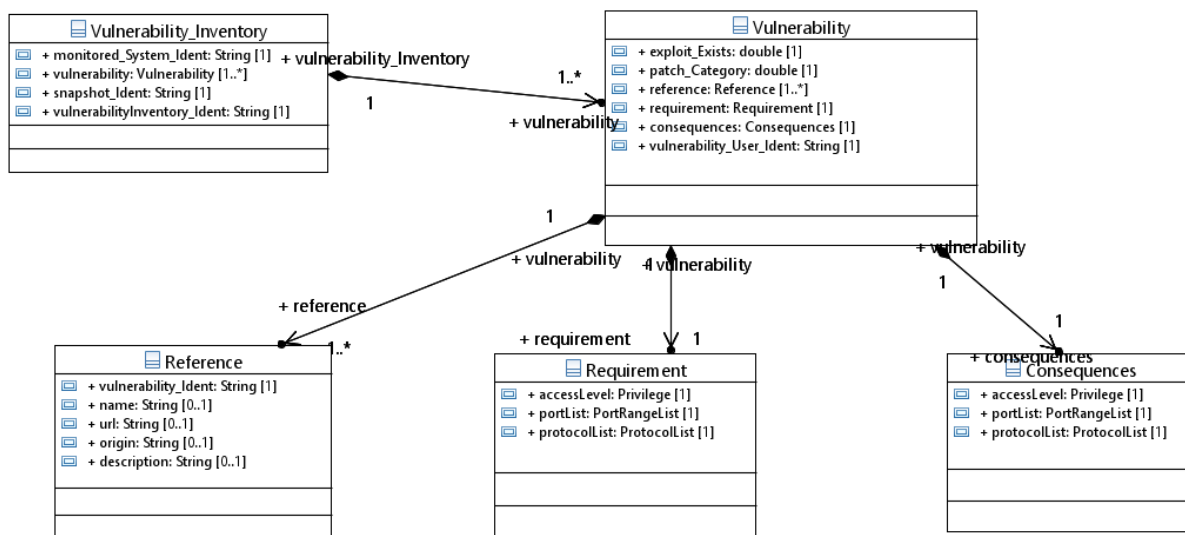 Vulnerability_Inventory
+ monitored_System_Ident: String [1]
+ vulnerability: Vulnerability [1..*]
+ snapshot_Ident: String [1]
+ vulnerabilityInventory_Ident: String [1]
+ vulnerability_Inventory
1
1..*
+ vulnerability
Vulnerability
+ exploit_Exists: double [1]
+ patch_Category: double [1]
+ reference: Reference [1..*]
+ requirement: Requirement [1]
+ consequences: Consequences [1]
+ vulnerability_User_Ident: String [1]
1
+ vulnerability
+ reference
1..*
1
+ vulnerability
+ requirement
1
+ vulnerability
1
1
+ consequences
Reference
+ vulnerability_Ident: String [1]
+ name: String [0..1]
+ url: String [0..1]
+ origin: String [0..1]
+ description: String [0..1]
Requirement
+ accessLevel: Privilege [1]
+ portList: PortRangeList [1]
+ protocolList: ProtocolList [1]
Consequences
+ accessLevel: Privilege [1]
+ portList: PortRangeList [1]
+ protocolList: ProtocolList [1]